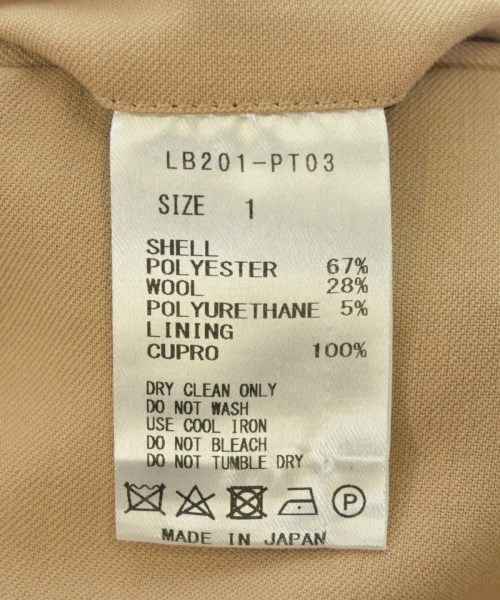 LB201-PT03
SIZE 1
SHELL
POLYESTER 67%
WOOL 28%
POLYURETHANE 5%
LINING
CUPRO 100%
DRY CLEAN ONLY
DO NOT WASH
USE COOL IRON
DO NOT BLEACH
DO NOT TUMBLE DRY
P
MADE IN JAPAN